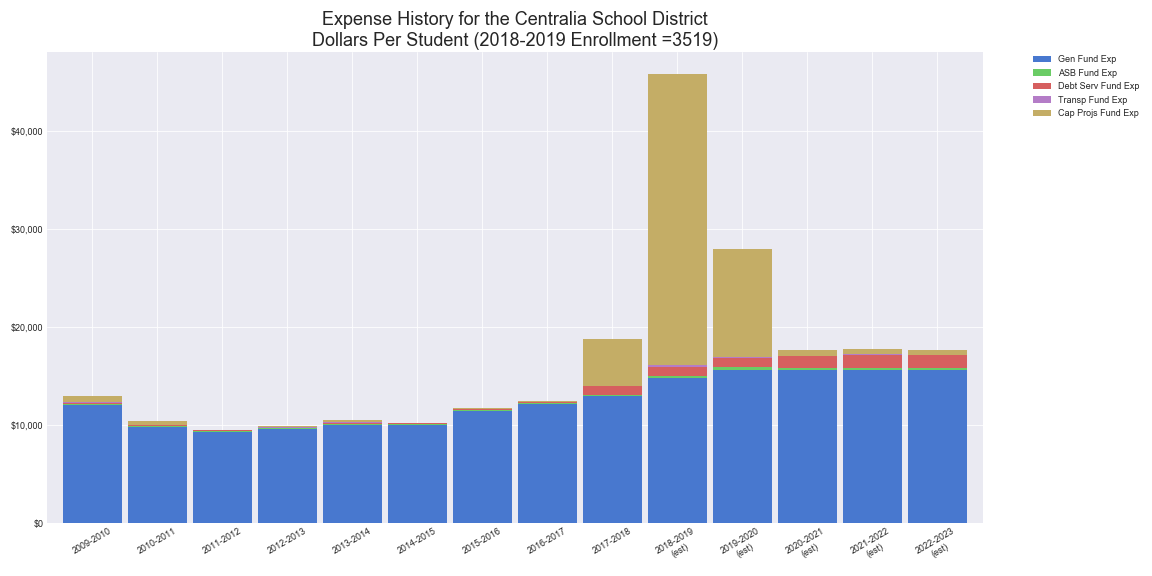 Expense History for the Centralia School District
Dollars Per Student (2018-2019 Enrollment =3519)
Gen Fund Exp
ASB Fund Exp
Debt Serv Fund Exp
Transp Fund Exp
Cap Projs Fund Exp
$40,000
$30,000
$20,000
$10,000
$0
2009-2010
2010-2011
2011-2012
2012-2013
2013-2014
2014-2015
2015-2016
2016-2017
2017-2018
2018-2019
(est)
2019-2020
(est)
2020-2021
(est)
2021-2022
(est)
2022-2023
(est)